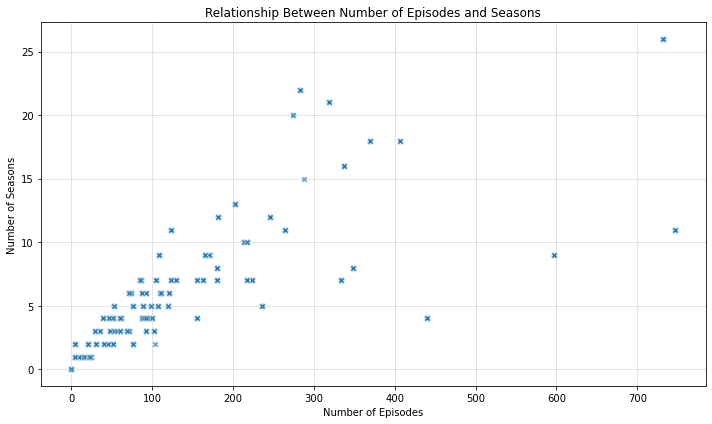 Relationship Between Number of Episodes and Seasons
Number of Seasons
25
20
15
10
5
0
0 100 200 300 400 500 600 700
Number of Episodes